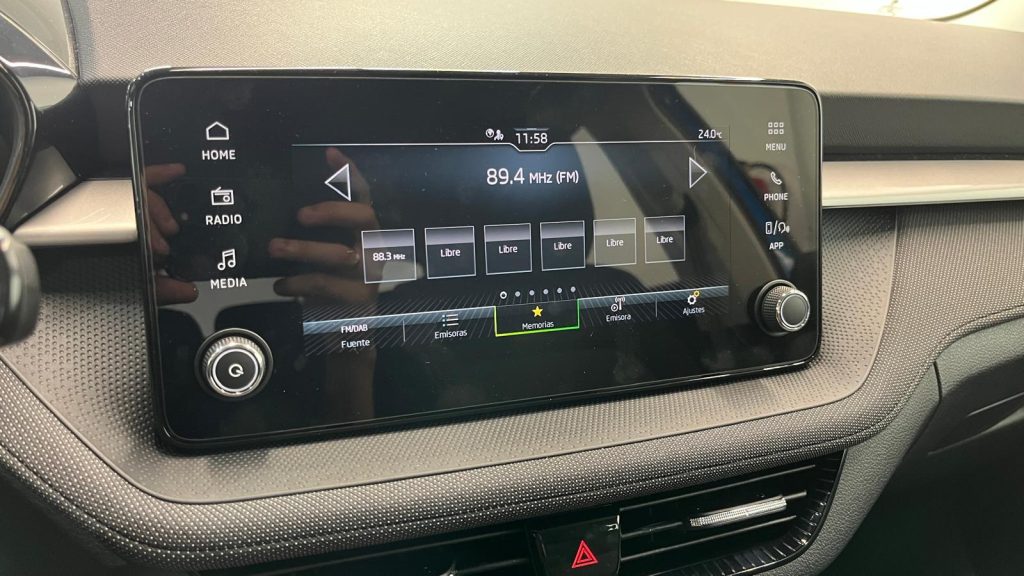 11:58
24.0°C
HOME
RADIO
MEDIA
89.4 MHz (FM)
88.3 MHz
Libre
Libre
Libre
Libre
Libre
FM/DAB
Fuente
Emisoras
Memorias
Emisora
Ajustes
MENU
PHONE
APP